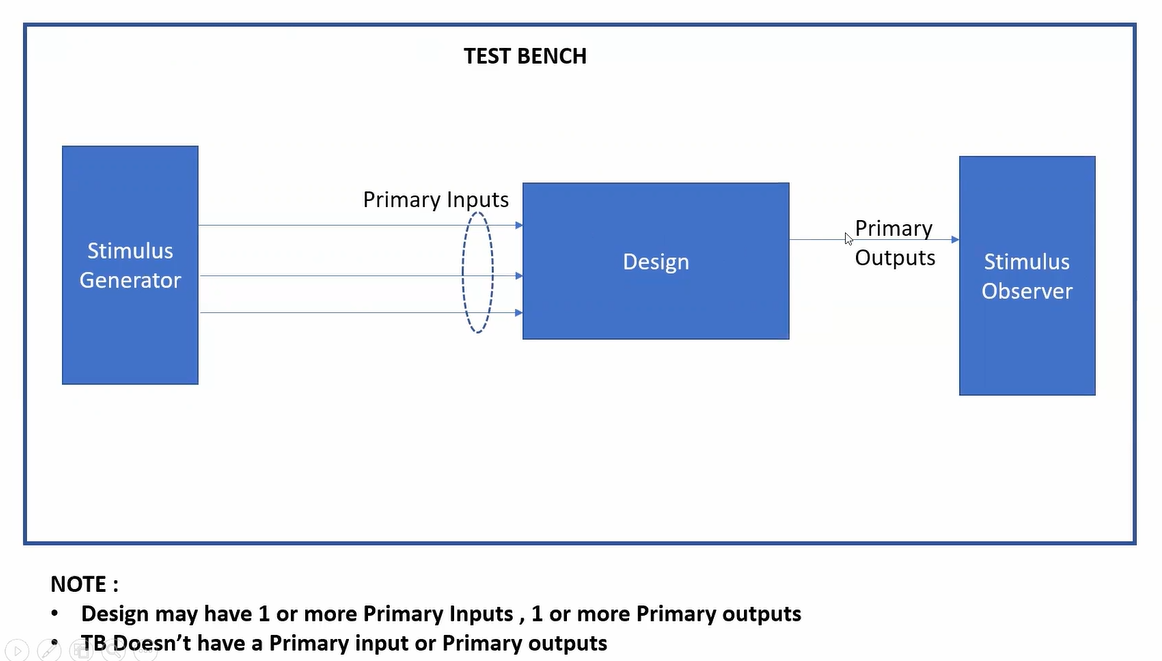 TEST BENCH
Primary Inputs
Stimulus
Generator
Design
Primary
Outputs
Stimulus
Observer
NOTE :
• Design may have 1 or more Primary Inputs , 1 or more Primary outputs
• TB Doesn't have a Primary input or Primary outputs